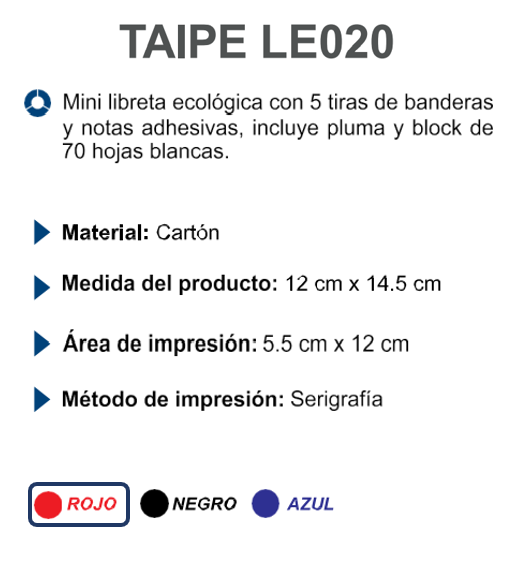 TAIPE LE020
Mini libreta ecológica con 5 tiras de banderas
y notas adhesivas, incluye pluma y block de
70 hojas blancas.
Material: Cartón
Medida del producto: 12 cm x 14.5 cm
Área de impresión: 5.5 cm x 12 cm
Método de impresión: Serigrafía
ROJO NEGRO AZUL